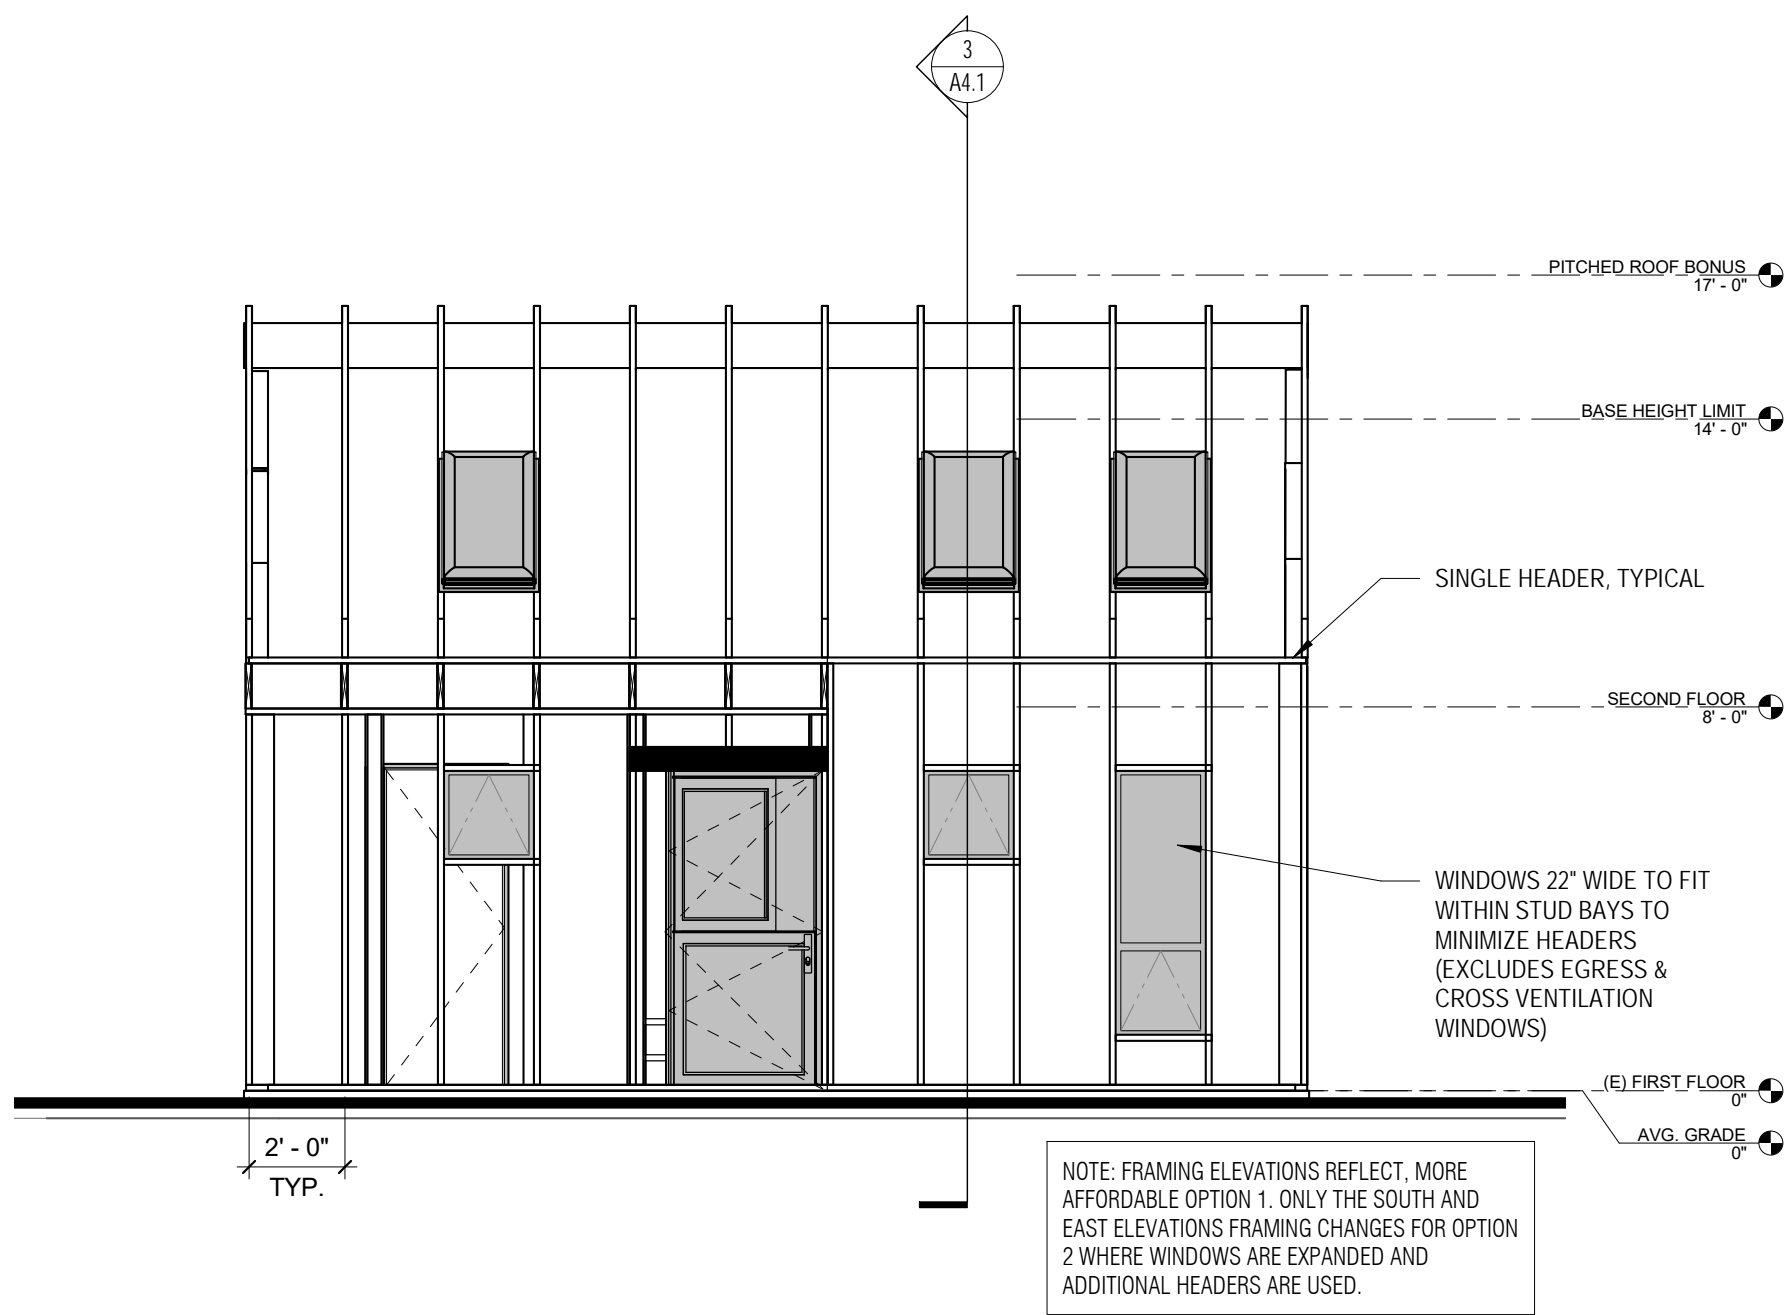 3
A4.1
PITCHED ROOF BONUS
17' - 0"
BASE HEIGHT LIMIT
14' - 0"
SINGLE HEADER, TYPICAL
SECOND FLOOR
8' - 0"
WINDOWS 22" WIDE TO FIT
WITHIN STUD BAYS TO
MINIMIZE HEADERS
(EXCLUDES EGRESS &
CROSS VENTILATION
WINDOWS)
(E) FIRST FLOOR
0"
AVG. GRADE
0"
2' - 0"
TYP.
NOTE: FRAMING ELEVATIONS REFLECT, MORE
AFFORDABLE OPTION 1. ONLY THE SOUTH AND
EAST ELEVATIONS FRAMING CHANGES FOR OPTION
2 WHERE WINDOWS ARE EXPANDED AND
ADDITIONAL HEADERS ARE USED.